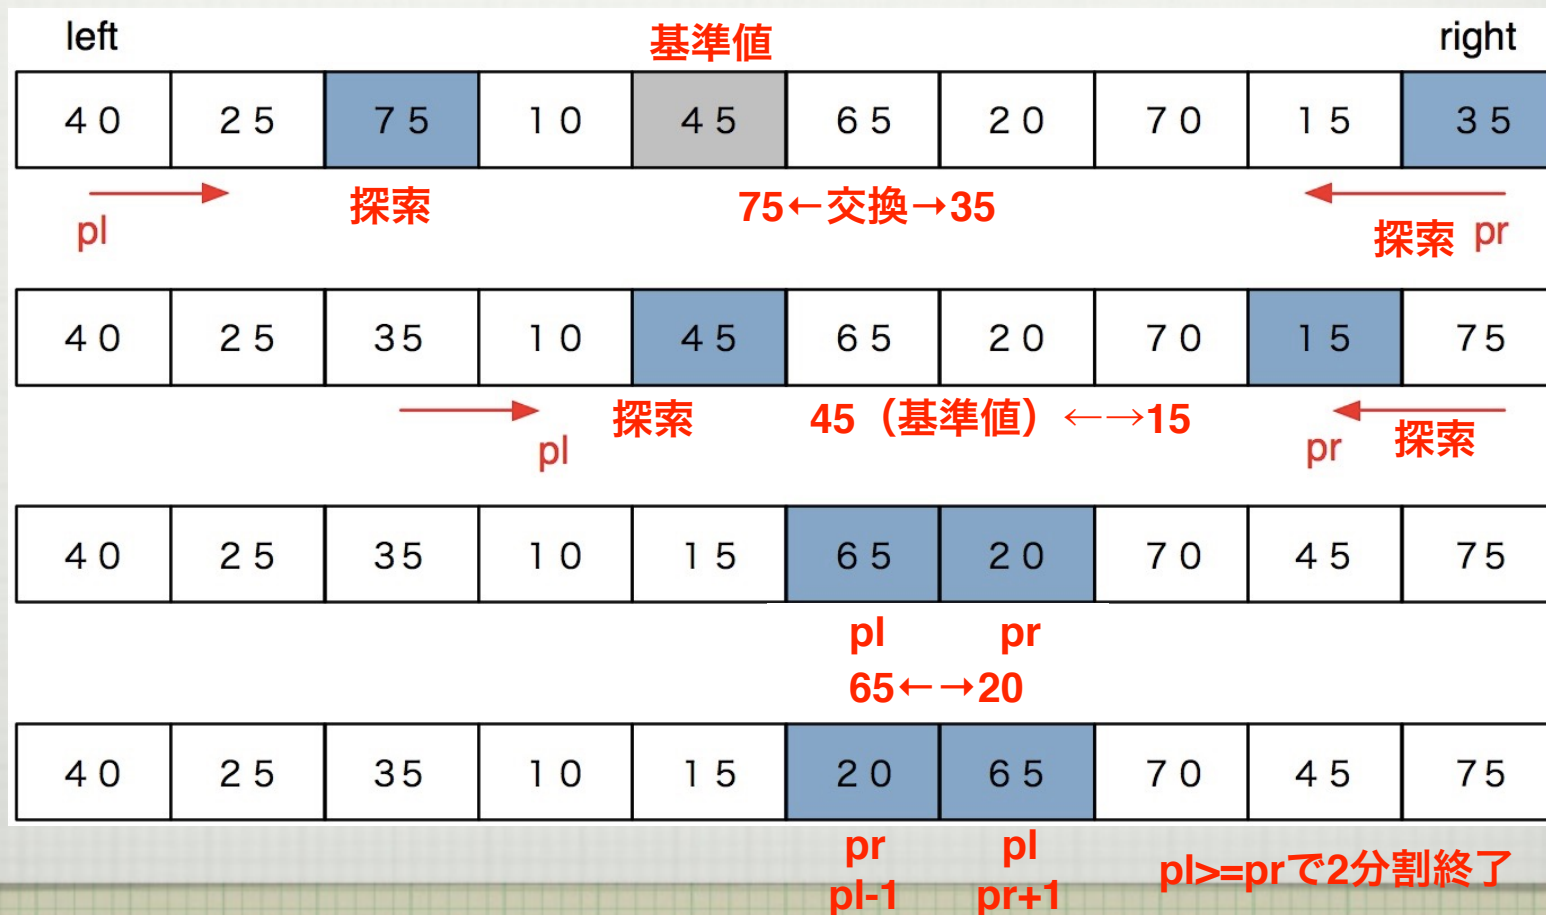 left 基準値 right
40 25 75 10 45 65 20 70 15 35
pl 探索 75←交換→35 探索 pr
40 25 35 10 45 65 20 70 15 75
pl 探索 45（基準値）←→15 pr 探索
40 25 35 10 15 65 20 70 45 75
pl pr
65←→20
40 25 35 10 15 20 65 70 45 75
pr pl
pl-1 pr+1 pl>=prで2分割終了